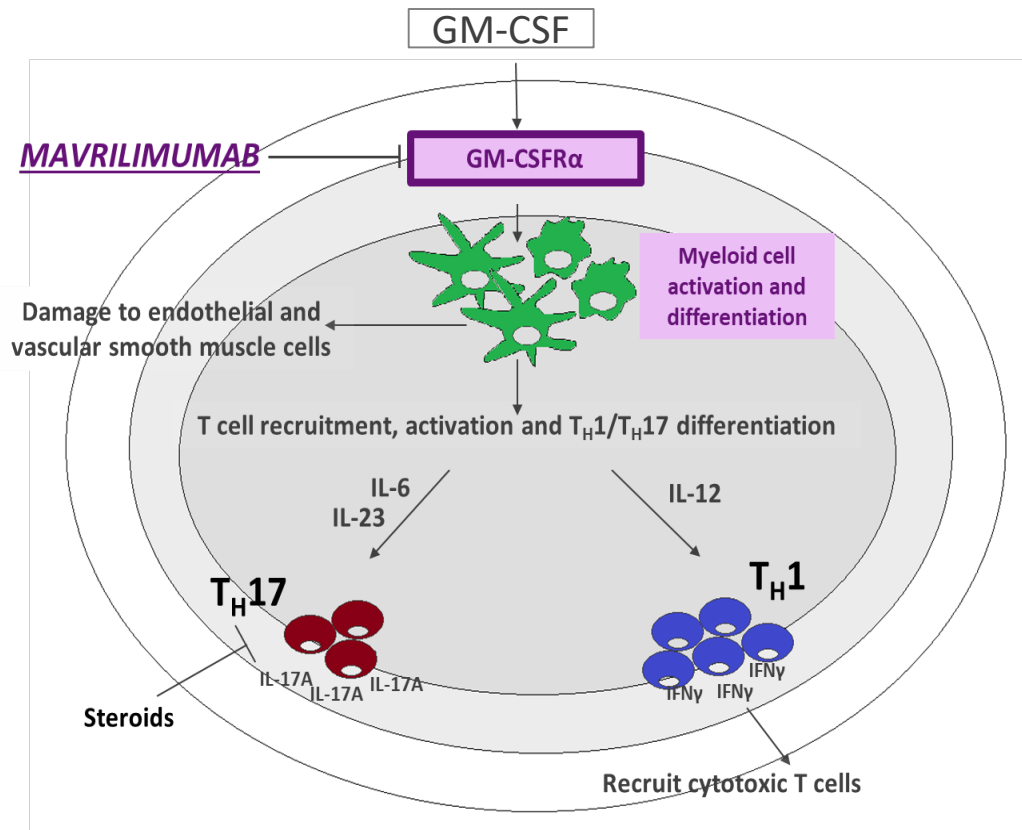 GM-CSF
MAVRILIMUMAB
GM-CSFRα
Myeloid cell
activation and
differentiation
Damage to endothelial and
vascular smooth muscle cells
T cell recruitment, activation and TH1/TH17 differentiation
IL-6
IL-23
IL-12
TH17
TH1
IL-17A
IL-17A
IL-17A
IFNγ
IFNγ
IFNγ
Steroids
Recruit cytotoxic T cells